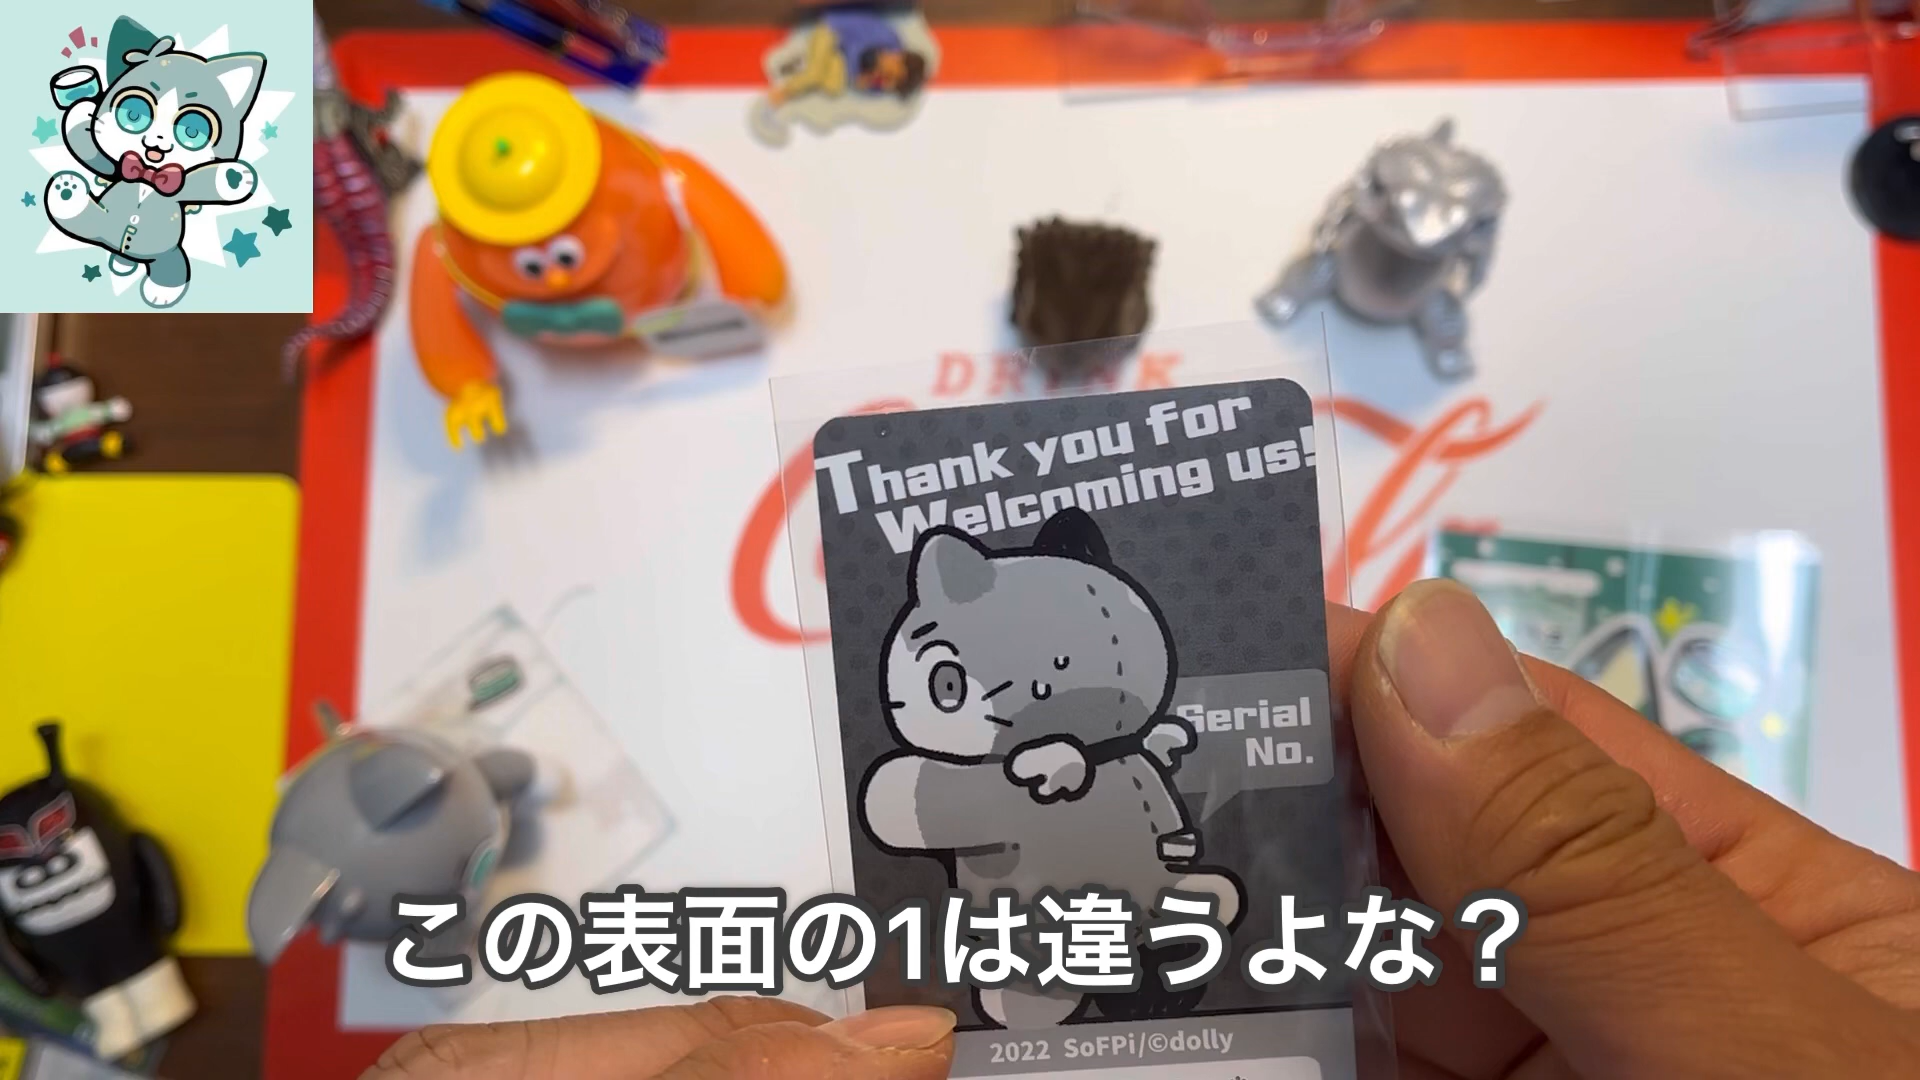 DRINK
Thank you for
Welcoming us!
Serial
No.
この表面の1は違うよな？
2022 SoFPi/©dolly